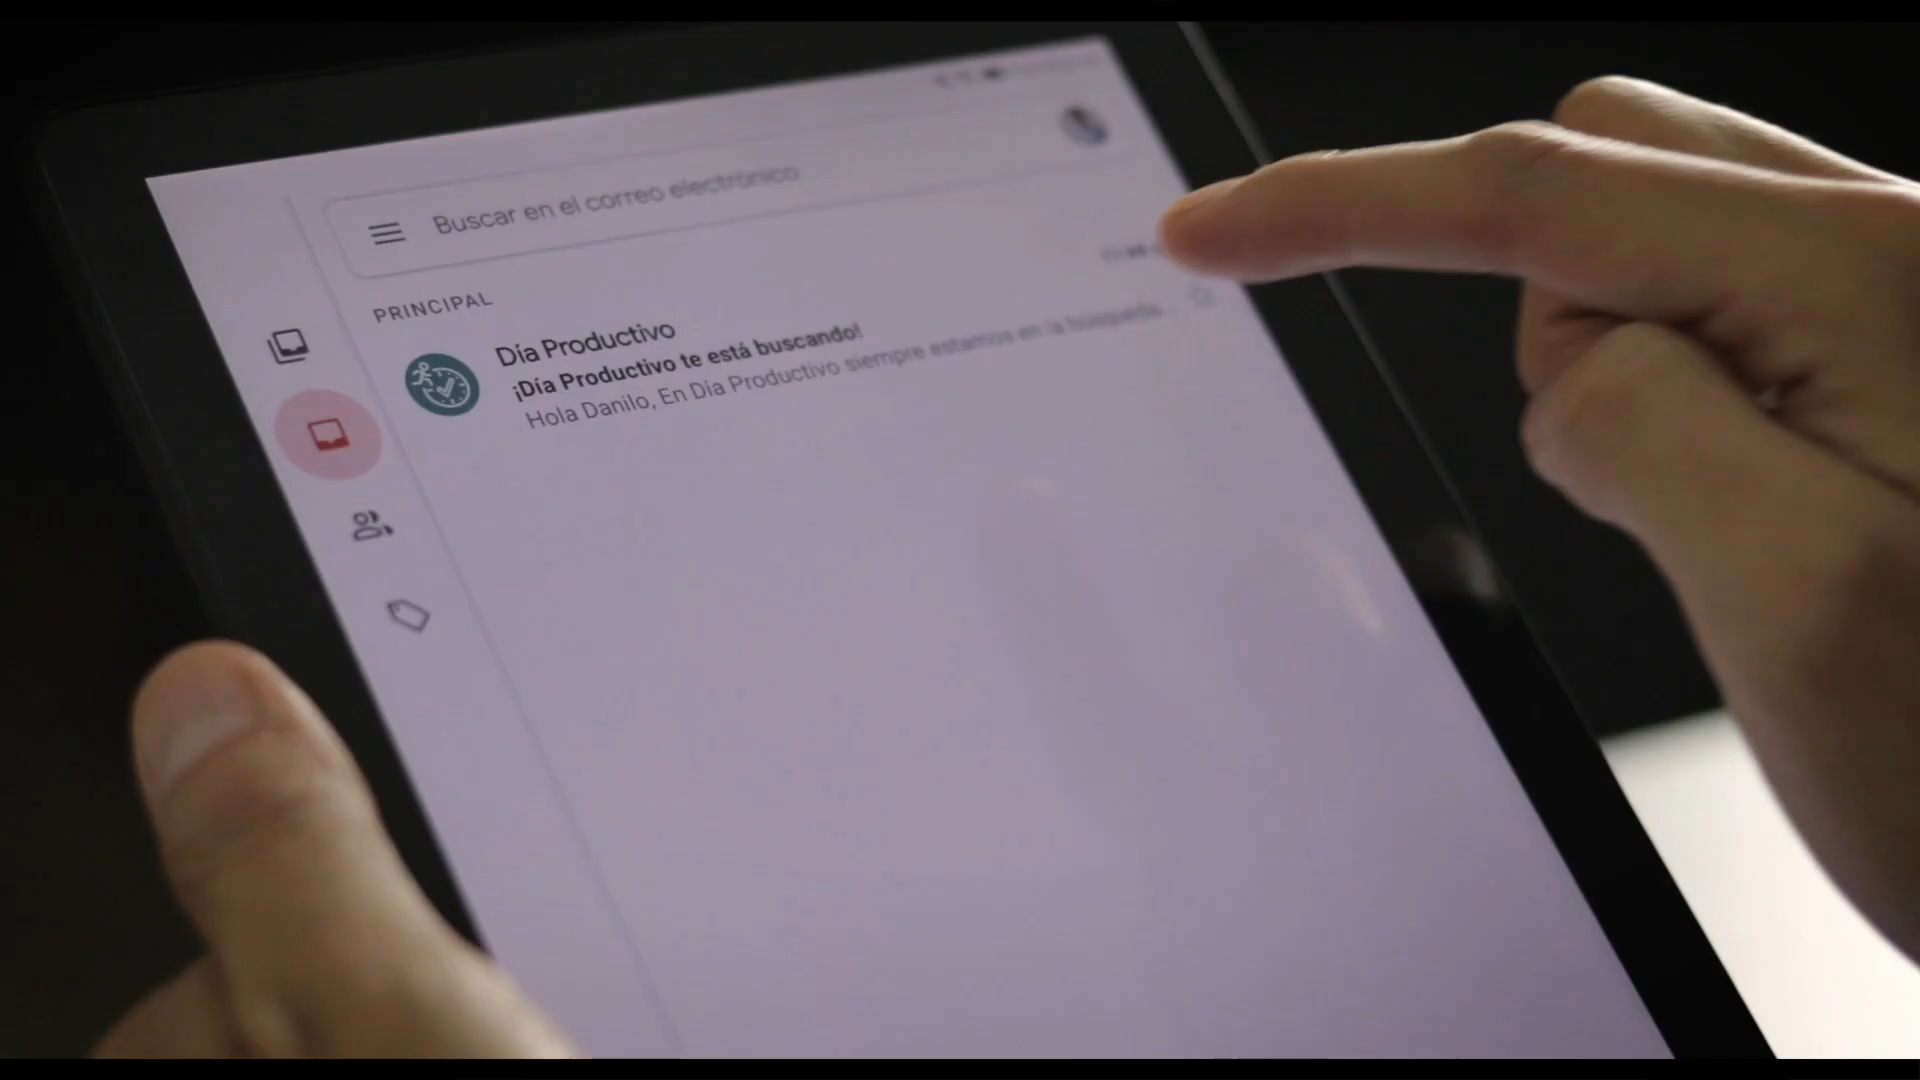 Buscar en el correo electrónico
PRINCIPAL
Día Productivo
¡Día Productivo te está buscando!
Hola Danilo, En Día Productivo siempre estamos en la búsqueda...